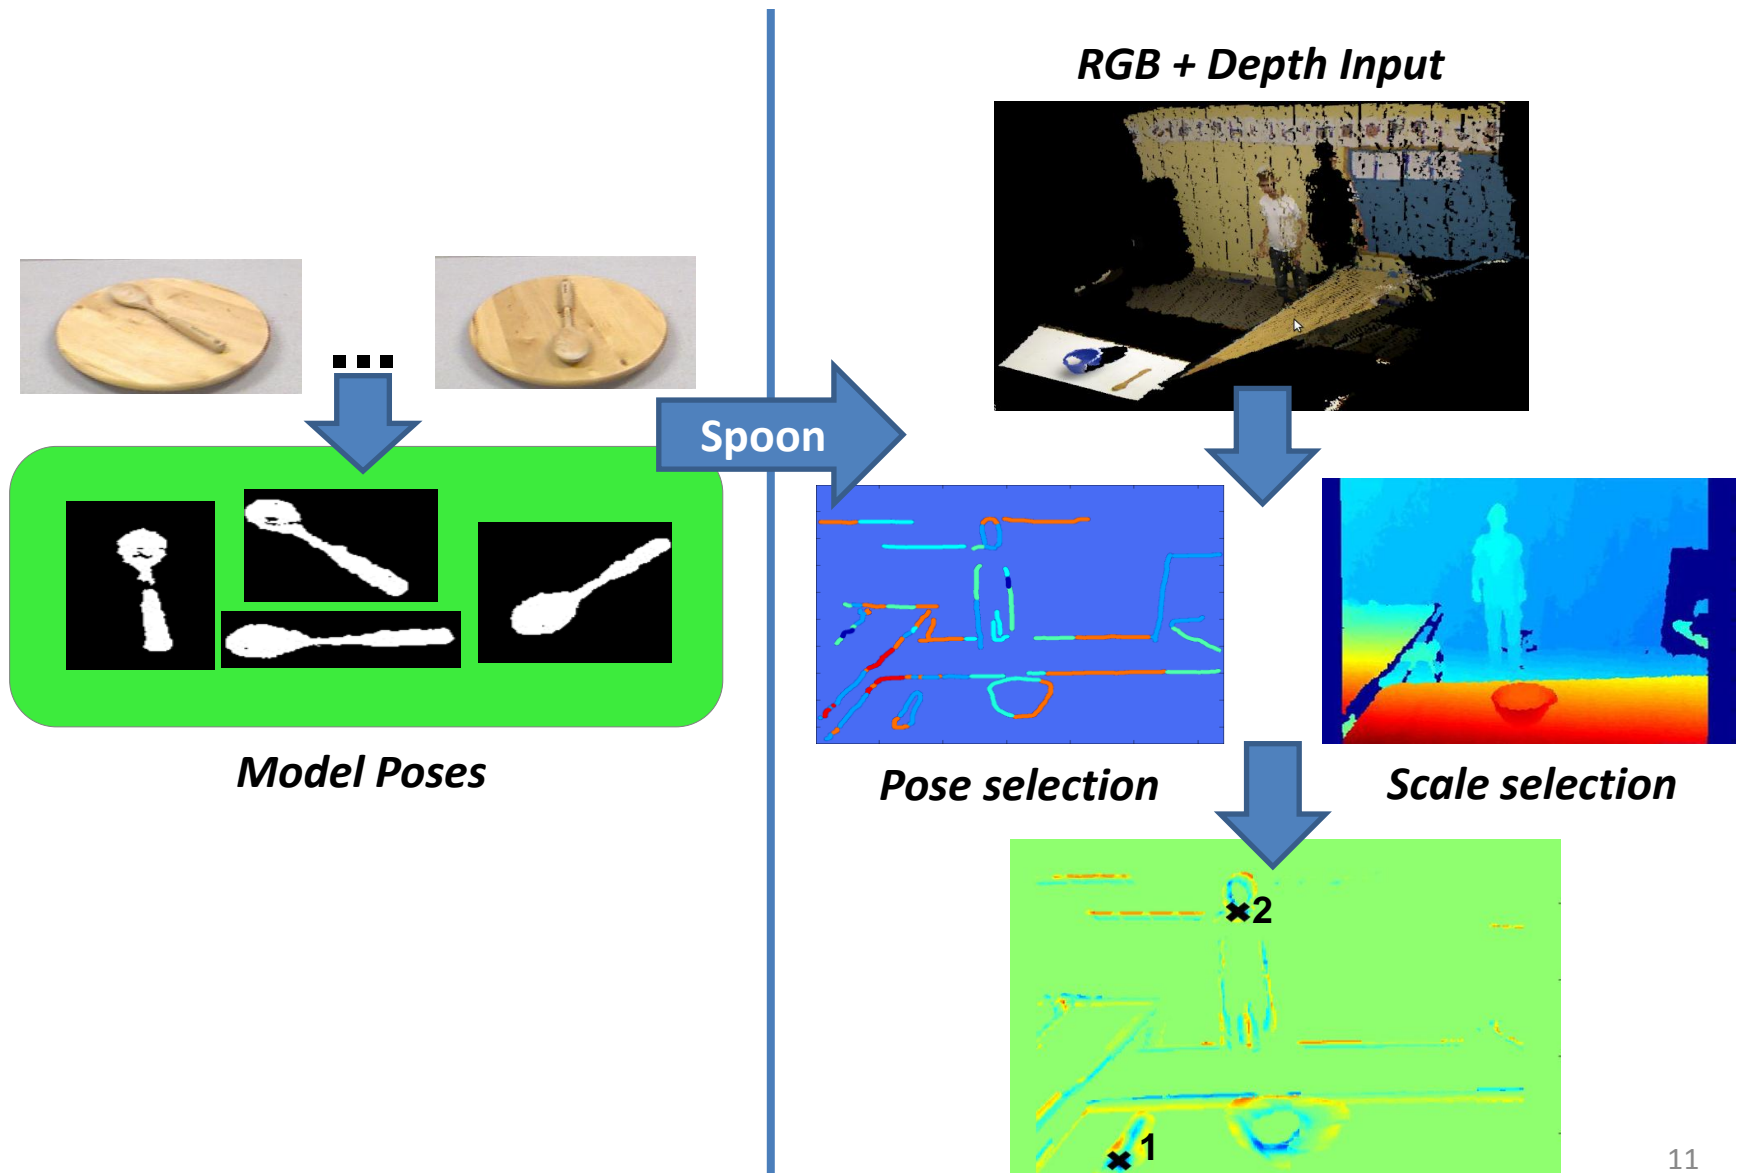 RGB + Depth Input
Spoon
Model Poses
Pose selection
Scale selection
2
1
11